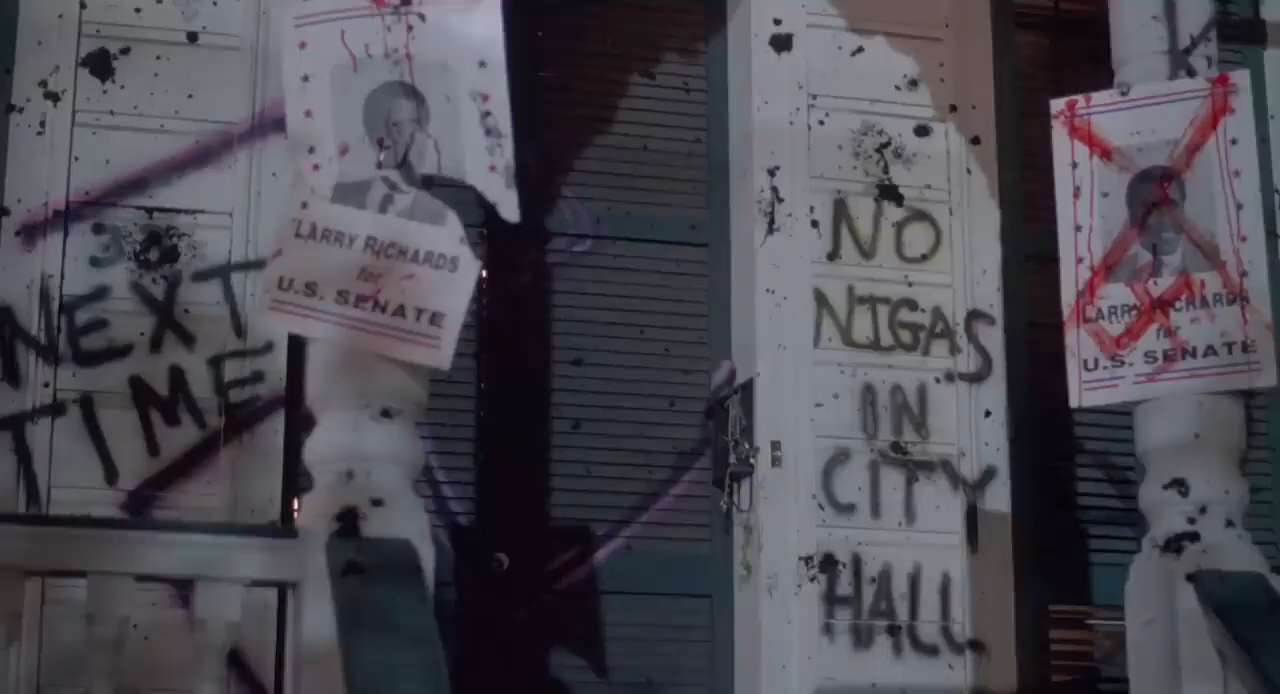 NEXT
TIME
LARRY RICHARDS
for
U.S. SENATE
NO
NIGAS
IN
CITY
HALL
LARRY RICHARDS
for
U.S. SENATE